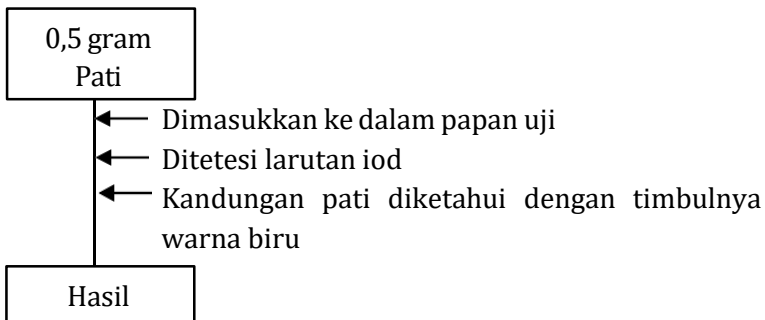 0,5 gram
Pati
Dimasukkan ke dalam papan uji
Ditetesi larutan iod
Kandungan pati diketahui dengan timbulnya
warna biru
Hasil